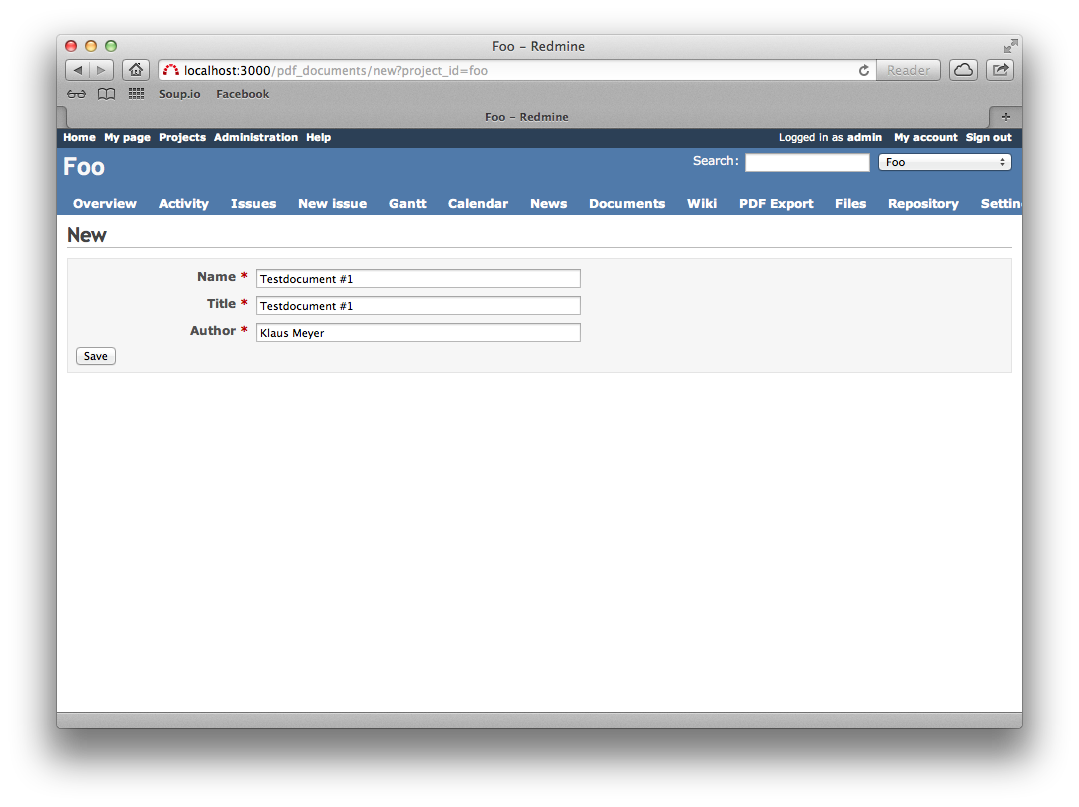 Foo – Redmine
localhost:3000/pdf_documents/new?project_id=foo Reader
Soup.io Facebook
Foo – Redmine
Home My page Projects Administration Help Logged in as admin My account Sign out
Foo Search: Foo
Overview Activity Issues New issue Gantt Calendar News Documents Wiki PDF Export Files Repository Settin
New
Name * Testdocument #1
Title * Testdocument #1
Author * Klaus Meyer
Save